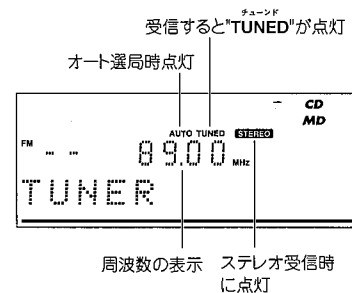 チューンド
受信すると"TUNED"が点灯
オート選局時点灯
CD
MD
AUTO TUNED STEREO
FM 89.00 MHz
TUNER
周波数の表示
ステレオ受信時
に点灯